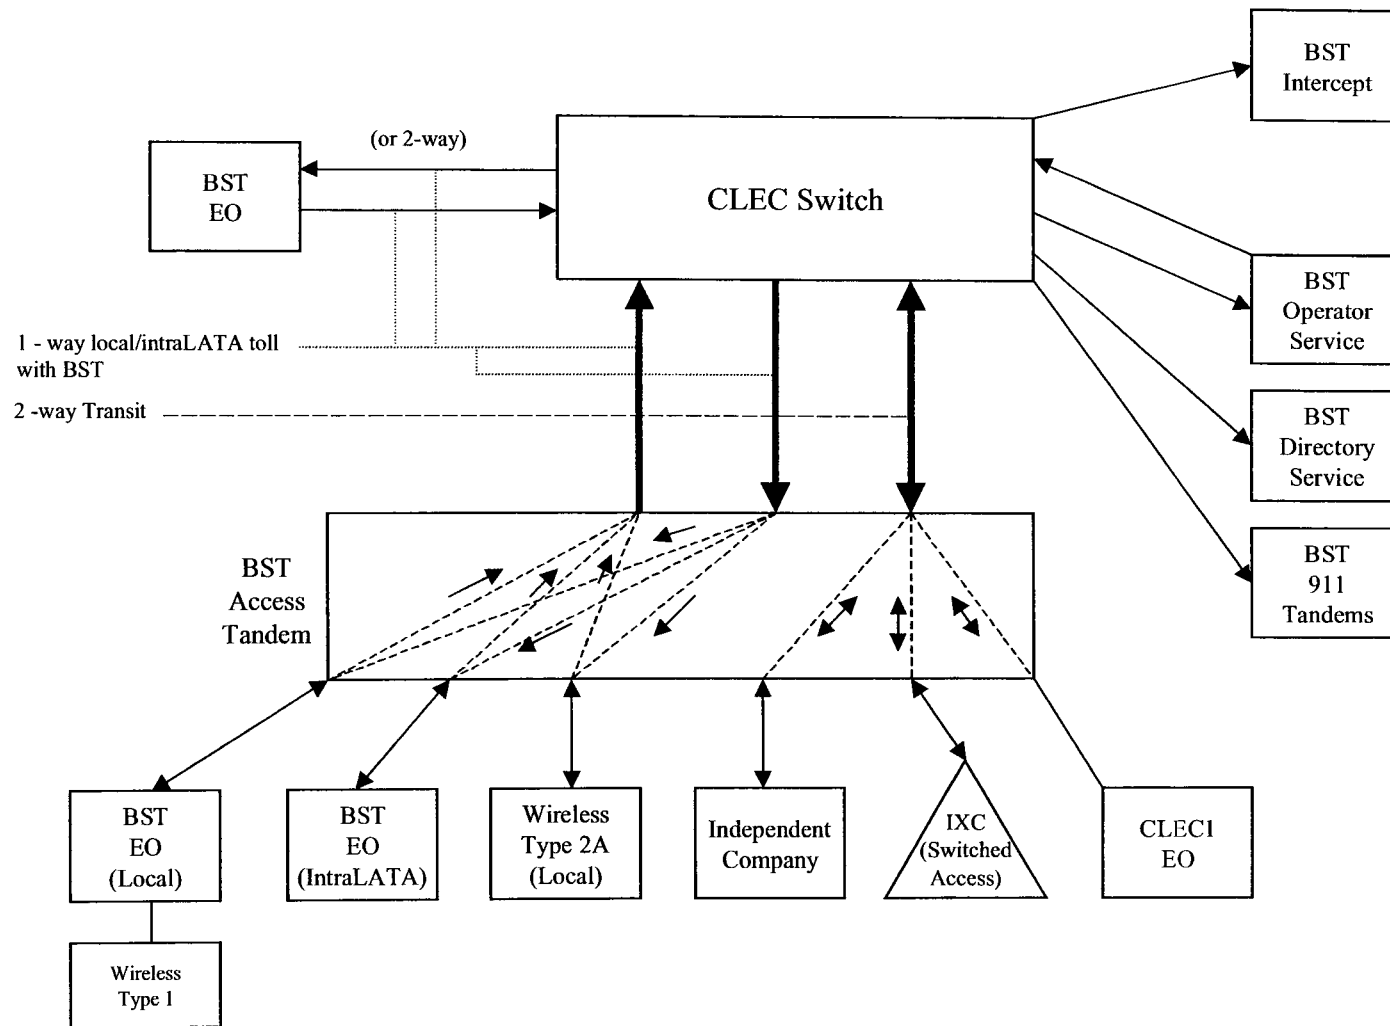 BST
Intercept
(or 2-way)
BST
EO
CLEC Switch
BST
Operator
Service
1 - way local/intraLATA toll
with BST
2 -way Transit
BST
Directory
Service
BST
Access
Tandem
BST
911
Tandems
BST
EO
(Local)
BST
EO
(IntraLATA)
Wireless
Type 2A
(Local)
Independent
Company
IXC
(Switched
Access)
CLEC1
EO
Wireless
Type 1